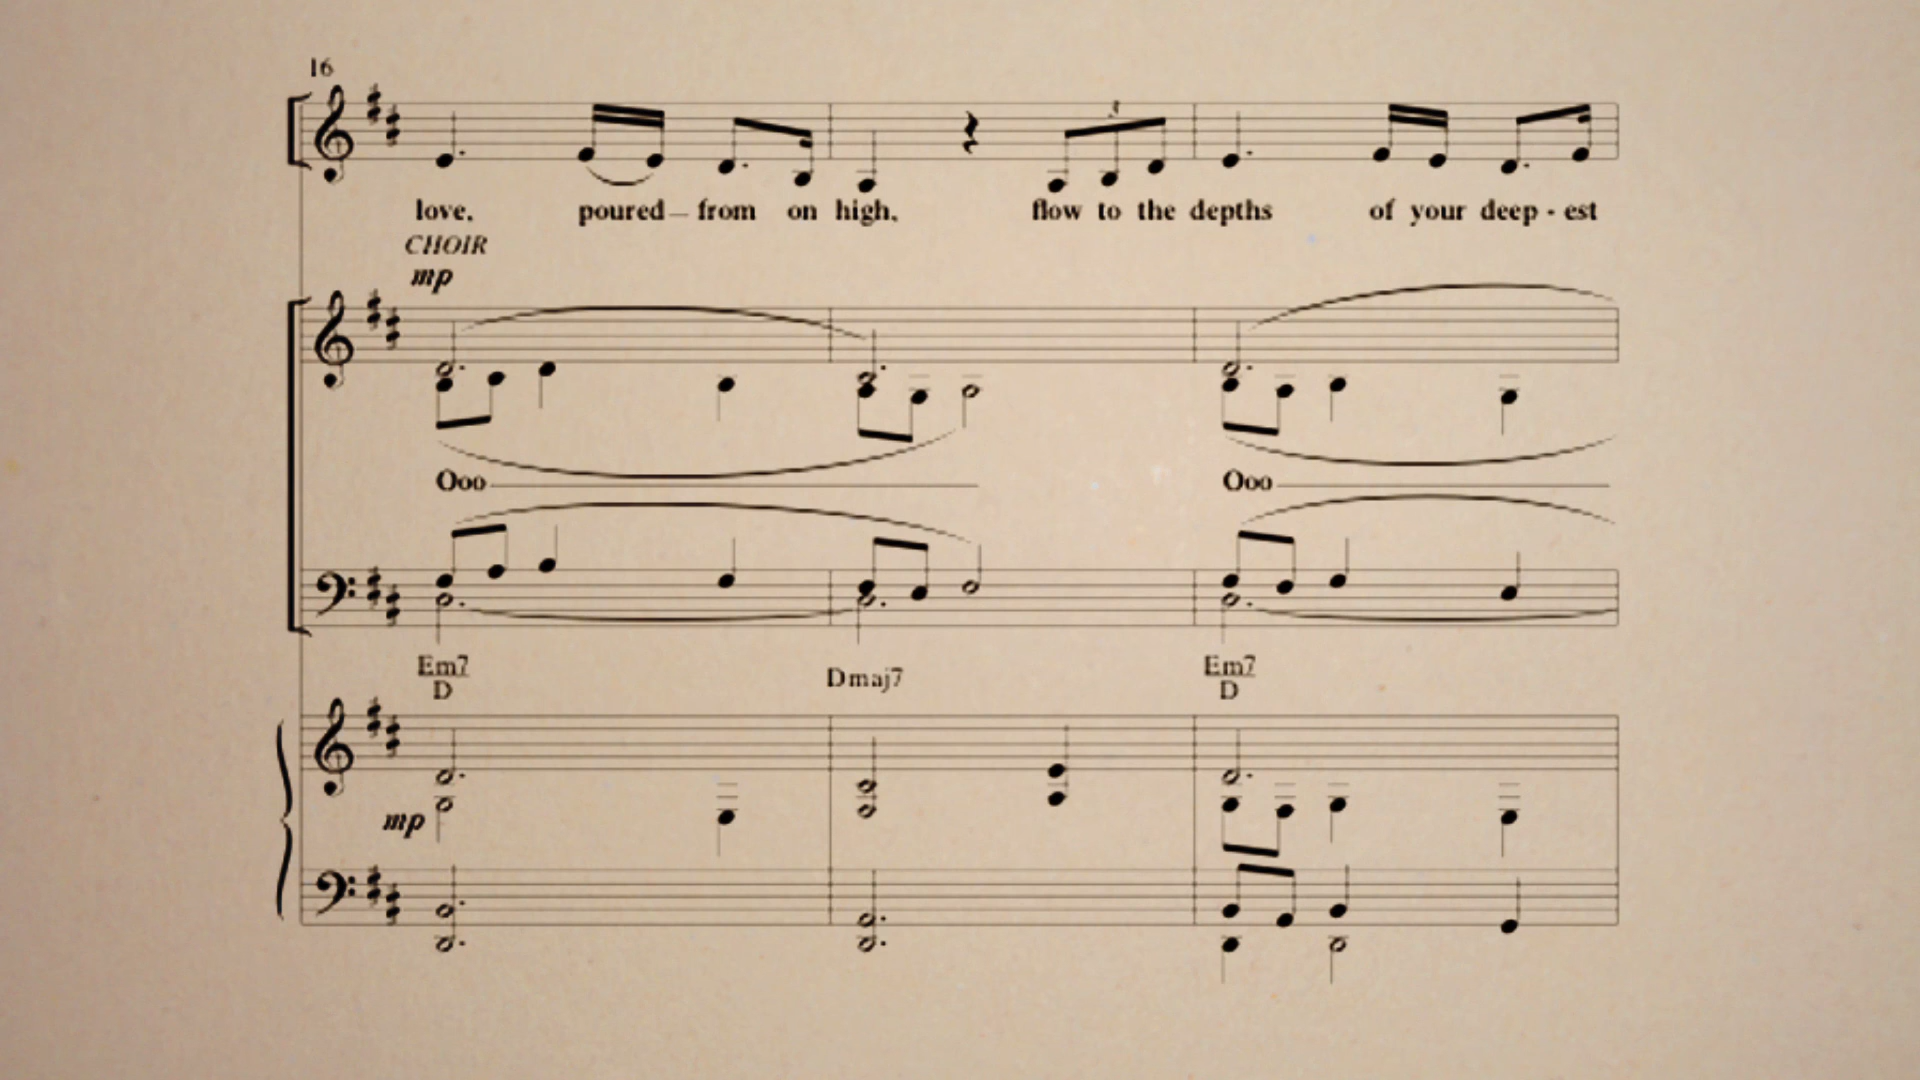 16
3
love, poured from on high, flow to the depths of your deep - est
CHOIR
mp
Ooo Ooo
Em7 Dmaj7 Em7
D D
mp